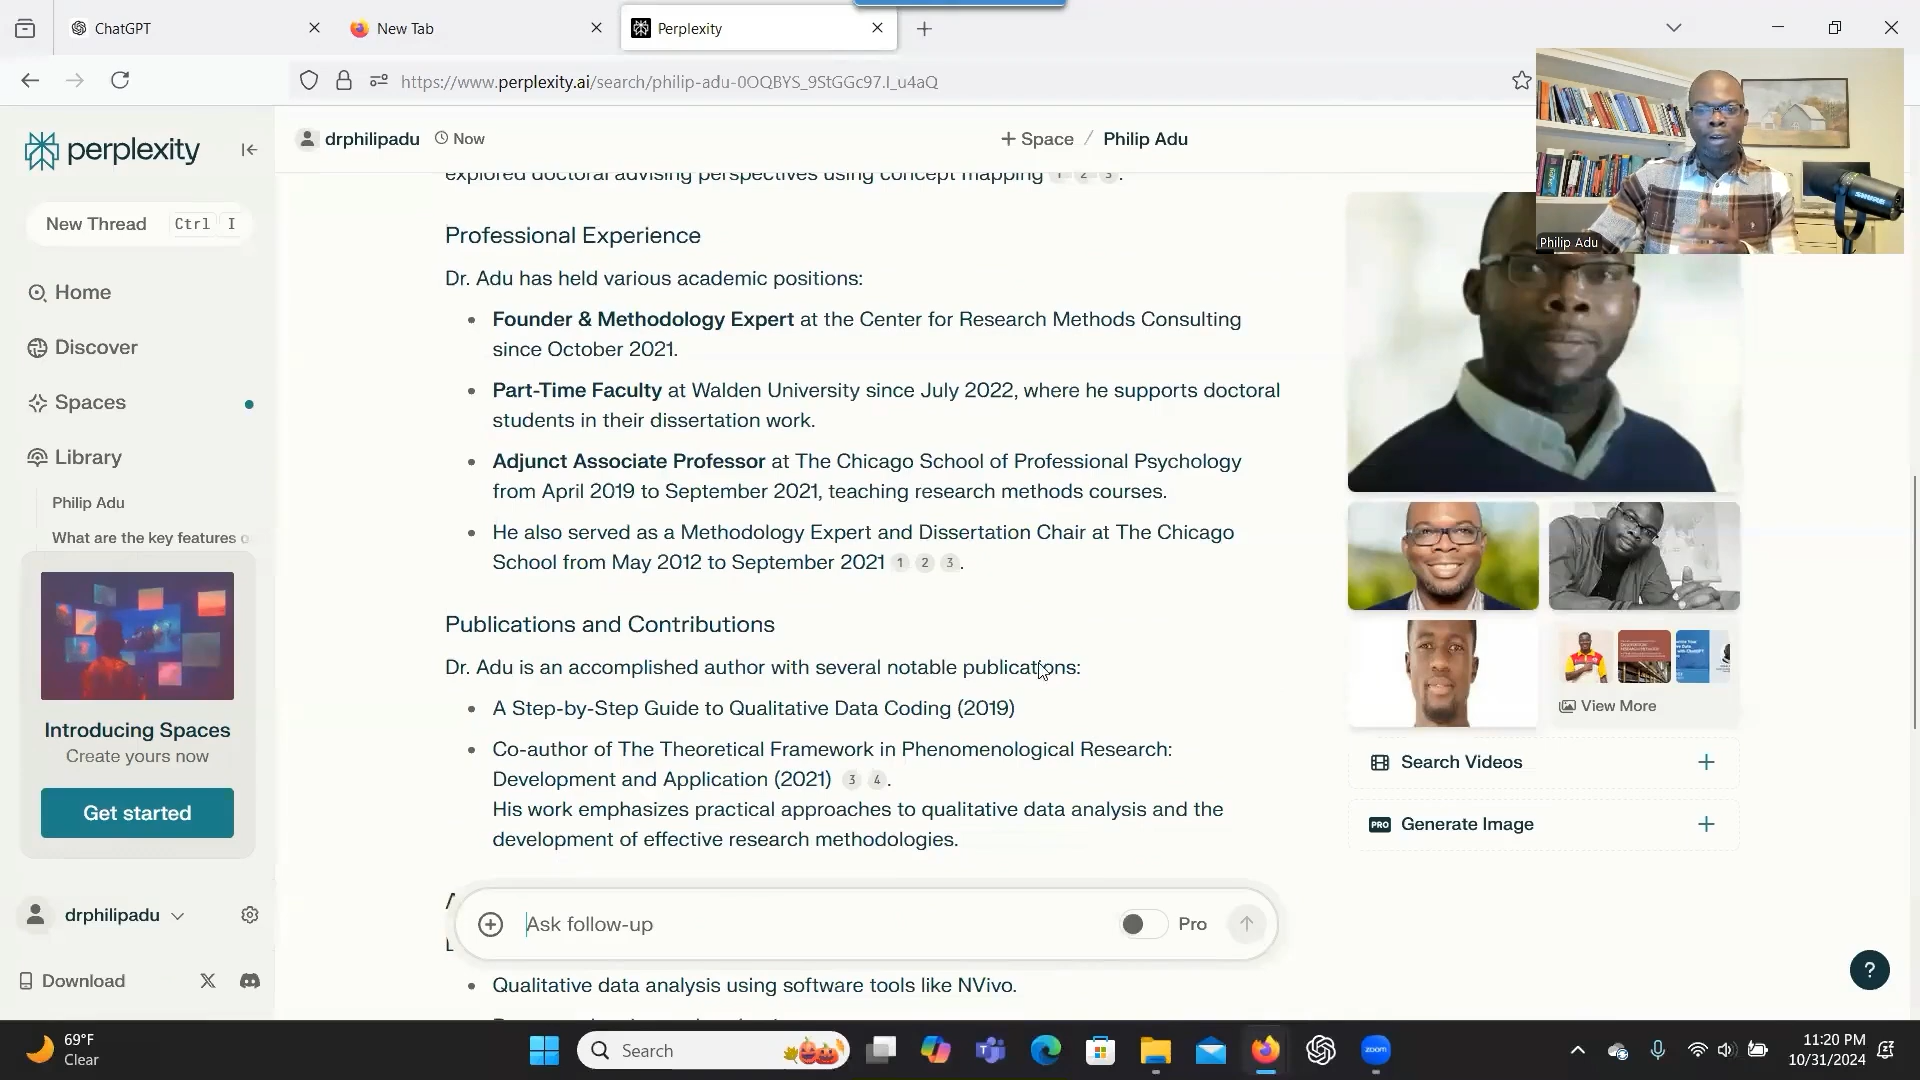 ChatGPT
New Tab
Perplexity
https://www.perplexity.ai/search/philip-adu-0OQBYS_9StGGc97.I_u4aQ
perplexity
drphilipadu
Now
+ Space / Philip Adu
Philip Adu
New Thread Ctrl I
Home
Discover
Spaces
Library
Philip Adu
What are the key features
Introducing Spaces
Create yours now
Get started
drphilipadu
Download
explored doctoral advising perspectives using concept mapping 1 2 3.
Professional Experience
Dr. Adu has held various academic positions:
• Founder & Methodology Expert at the Center for Research Methods Consulting
since October 2021.
• Part-Time Faculty at Walden University since July 2022, where he supports doctoral
students in their dissertation work.
• Adjunct Associate Professor at The Chicago School of Professional Psychology
from April 2019 to September 2021, teaching research methods courses.
• He also served as a Methodology Expert and Dissertation Chair at The Chicago
School from May 2012 to September 2021 1 2 3.
Publications and Contributions
Dr. Adu is an accomplished author with several notable publications:
• A Step-by-Step Guide to Qualitative Data Coding (2019)
• Co-author of The Theoretical Framework in Phenomenological Research:
Development and Application (2021) 3 4.
His work emphasizes practical approaches to qualitative data analysis and the
development of effective research methodologies.
Ask follow-up
Pro
• Qualitative data analysis using software tools like NVivo.
View More
Search Videos
PRO Generate Image
?
SHURE
69°F
Clear
Search
zoom
11:20 PM
10/31/2024